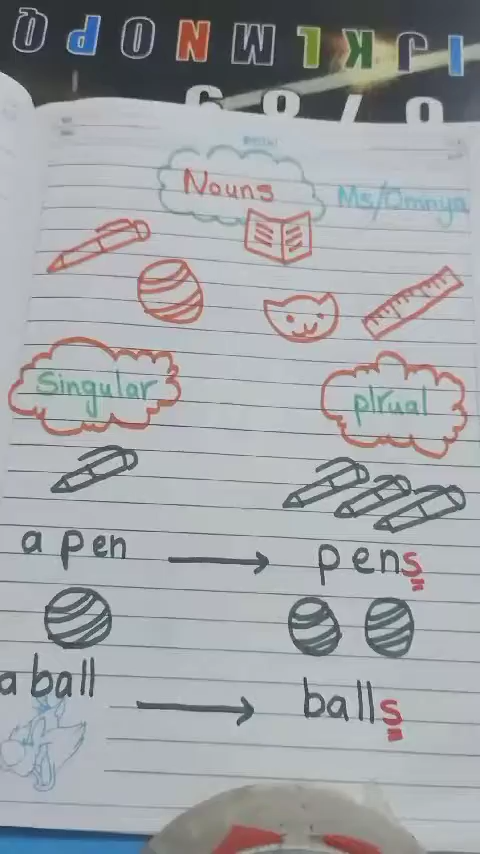 Q P O N M L K J I
Nouns
Ms/Omnya
Singular
plrual
a pen
pens
a ball
balls